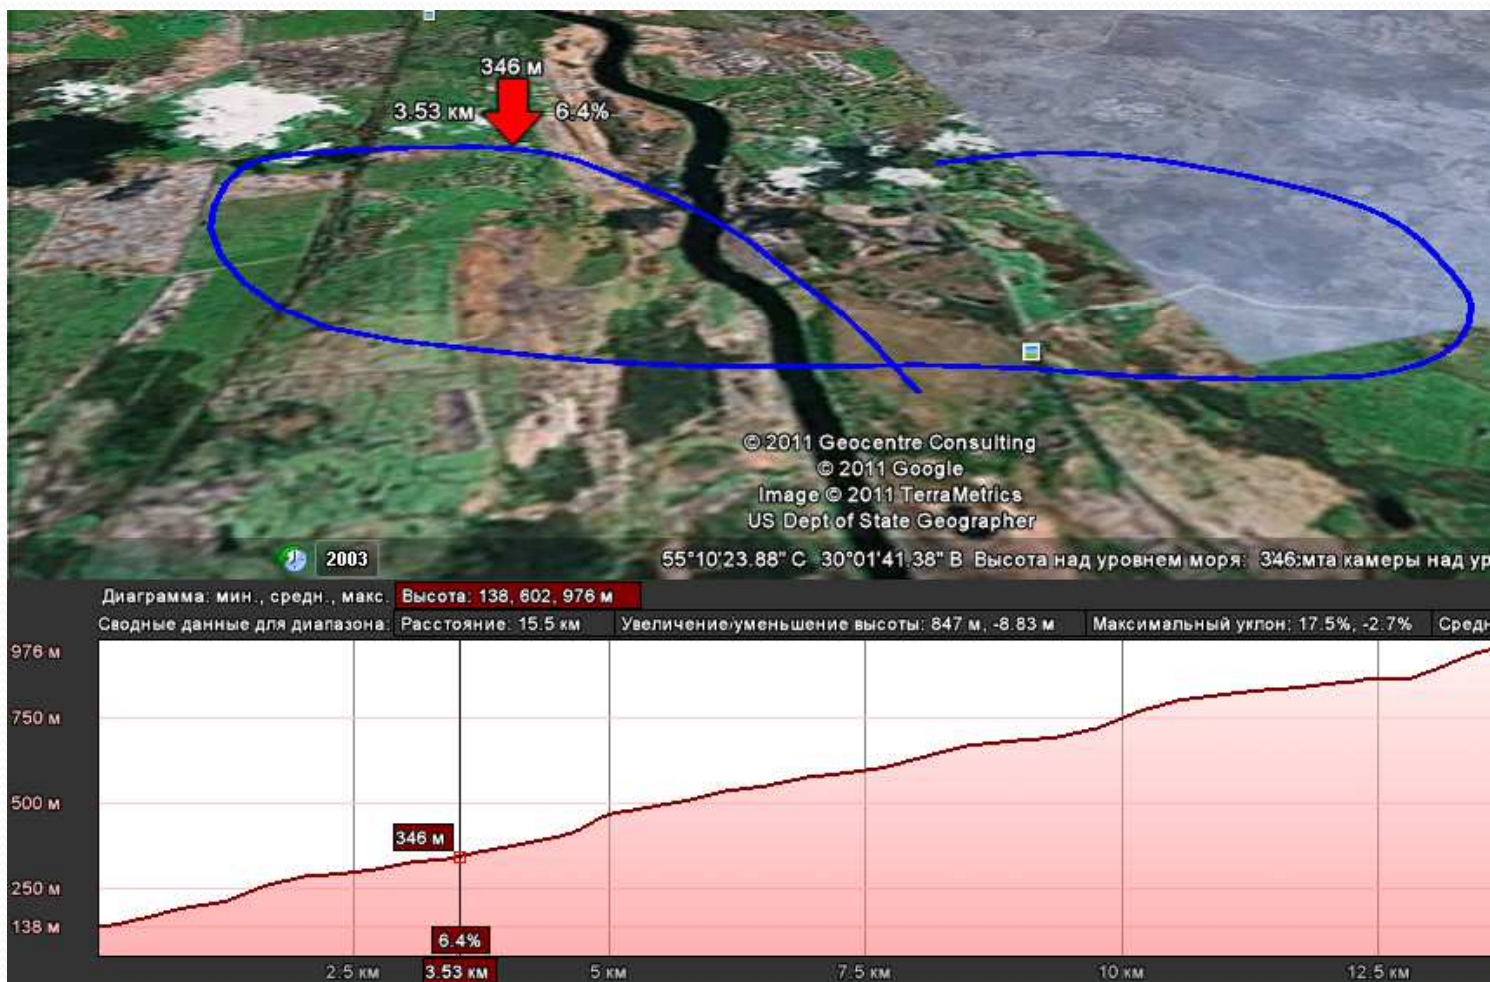 346 м
3.53 км 6.4%
© 2011 Geocentre Consulting
© 2011 Google
Image © 2011 TerraMetrics
US Dept of State Geographer
2003 55°10'23.88" С 30°01'41.38" В Высота над уровнем моря: 346 камеры над ур
Диаграмма: мин., средн., макс. Высота: 138, 602, 976 м
Сводные данные для диапазона: Расстояние: 15.5 км Увеличение/уменьшение высоты: 847 м, -8.83 м Максимальный уклон: 17.5%, -2.7% Средн
976 м
750 м
500 м
346 м
250 м
138 м
6.4%
2.5 км 3.53 км 5 км 7.5 км 10 км 12.5 км